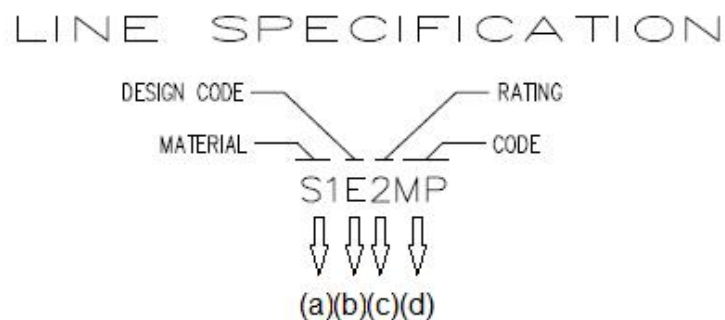 LINE SPECIFICATION
DESIGN CODE RATING
MATERIAL CODE
S1E2MP
(a)(b)(c)(d)